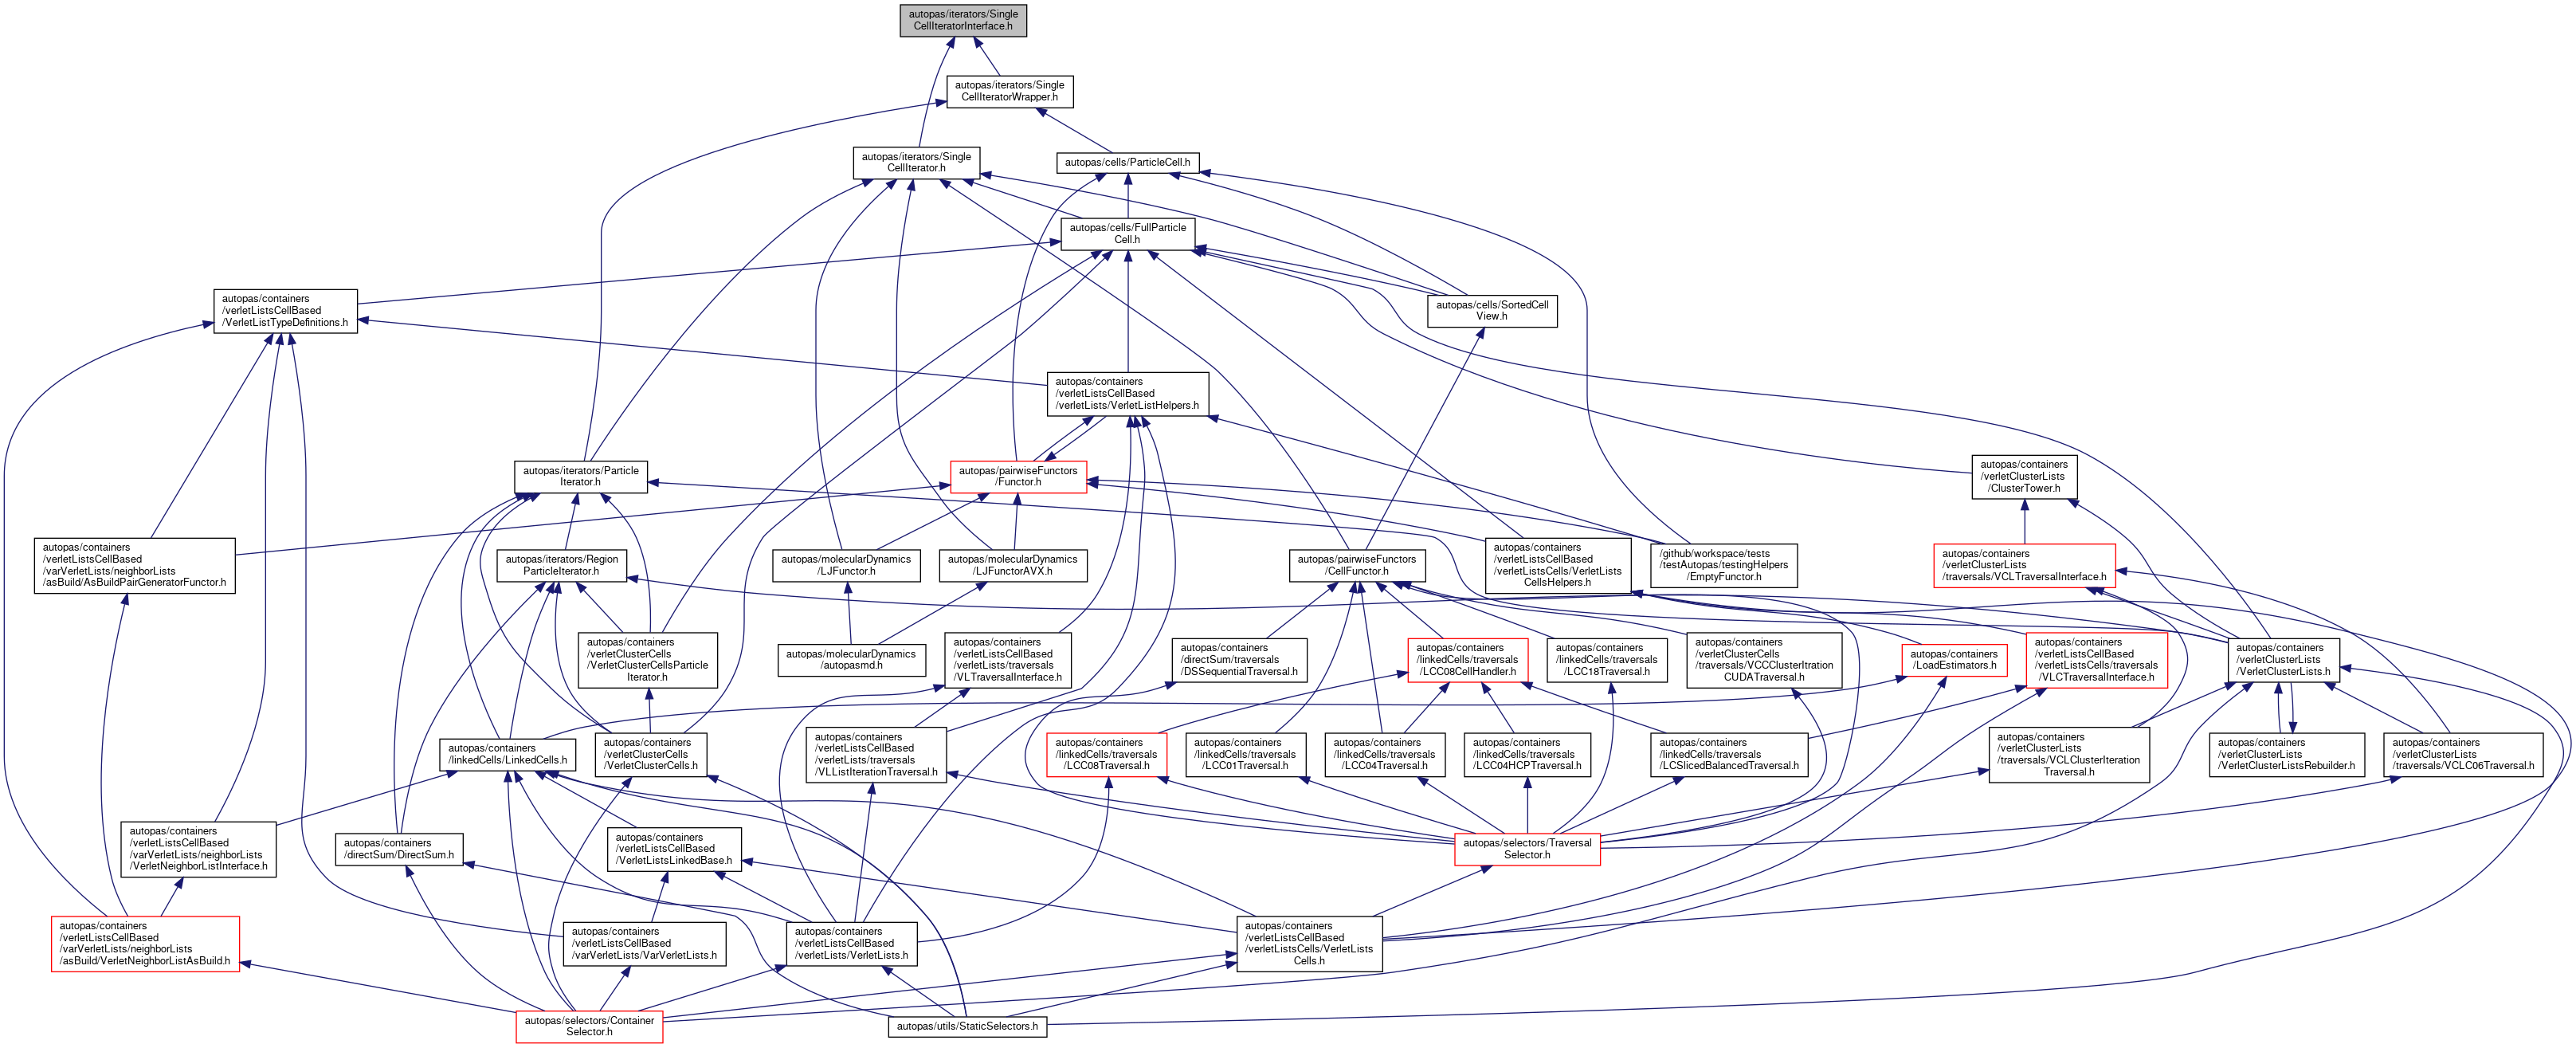 autopas/iterators/Single
CellIteratorInterface.h
autopas/iterators/Single
CellIteratorWrapper.h
autopas/iterators/Single
CellIterator.h
autopas/cells/ParticleCell.h
autopas/cells/FullParticle
Cell.h
autopas/containers
/verletListsCellBased
/VerletListTypeDefinitions.h
autopas/cells/SortedCell
View.h
autopas/containers
/verletListsCellBased
/verletLists/VerletListHelpers.h
autopas/iterators/Particle
Iterator.h
autopas/pairwiseFunctors
/Functor.h
autopas/containers
/verletClusterLists
/ClusterTower.h
autopas/containers
/verletListsCellBased
/varVerletLists/neighborLists
/asBuild/AsBuildPairGeneratorFunctor.h
autopas/iterators/Region
ParticleIterator.h
autopas/molecularDynamics
/LJFunctor.h
autopas/molecularDynamics
/LJFunctorAVX.h
autopas/pairwiseFunctors
/CellFunctor.h
autopas/containers
/verletListsCellBased
/verletListsCells/VerletLists
CellsHelpers.h
/github/workspace/tests
/testAutopas/testingHelpers
/EmptyFunctor.h
autopas/containers
/verletClusterLists
/traversals/VCLTraversalInterface.h
autopas/containers
/verletClusterCells
/VerletClusterCellsParticle
Iterator.h
autopas/molecularDynamics
/autopasmd.h
autopas/containers
/verletListsCellBased
/verletLists/traversals
/VLTraversalInterface.h
autopas/containers
/directSum/traversals
/DSSequentialTraversal.h
autopas/containers
/linkedCells/traversals
/LCC08CellHandler.h
autopas/containers
/linkedCells/traversals
/LCC18Traversal.h
autopas/containers
/verletClusterCells
/traversals/VCCClusterItration
CUDATraversal.h
autopas/containers
/LoadEstimators.h
autopas/containers
/verletListsCellBased
/verletListsCells/traversals
/VLCTraversalInterface.h
autopas/containers
/verletClusterLists
/VerletClusterLists.h
autopas/containers
/linkedCells/LinkedCells.h
autopas/containers
/verletClusterCells
/VerletClusterCells.h
autopas/containers
/verletListsCellBased
/verletLists/traversals
/VLListIterationTraversal.h
autopas/containers
/linkedCells/traversals
/LCC08Traversal.h
autopas/containers
/linkedCells/traversals
/LCC01Traversal.h
autopas/containers
/linkedCells/traversals
/LCC04Traversal.h
autopas/containers
/linkedCells/traversals
/LCC04HCPTraversal.h
autopas/containers
/linkedCells/traversals
/LCSlicedBalancedTraversal.h
autopas/containers
/verletClusterLists
/traversals/VCLClusterIteration
Traversal.h
autopas/containers
/verletClusterLists
/VerletClusterListsRebuilder.h
autopas/containers
/verletClusterLists
/traversals/VCLC06Traversal.h
autopas/containers
/verletListsCellBased
/varVerletLists/neighborLists
/VerletNeighborListInterface.h
autopas/containers
/directSum/DirectSum.h
autopas/containers
/verletListsCellBased
/VerletListsLinkedBase.h
autopas/selectors/Traversal
Selector.h
autopas/containers
/verletListsCellBased
/varVerletLists/neighborLists
/asBuild/VerletNeighborListAsBuild.h
autopas/containers
/verletListsCellBased
/varVerletLists/VarVerletLists.h
autopas/containers
/verletListsCellBased
/verletLists/VerletLists.h
autopas/containers
/verletListsCellBased
/verletListsCells/VerletLists
Cells.h
autopas/selectors/Container
Selector.h
autopas/utils/StaticSelectors.h